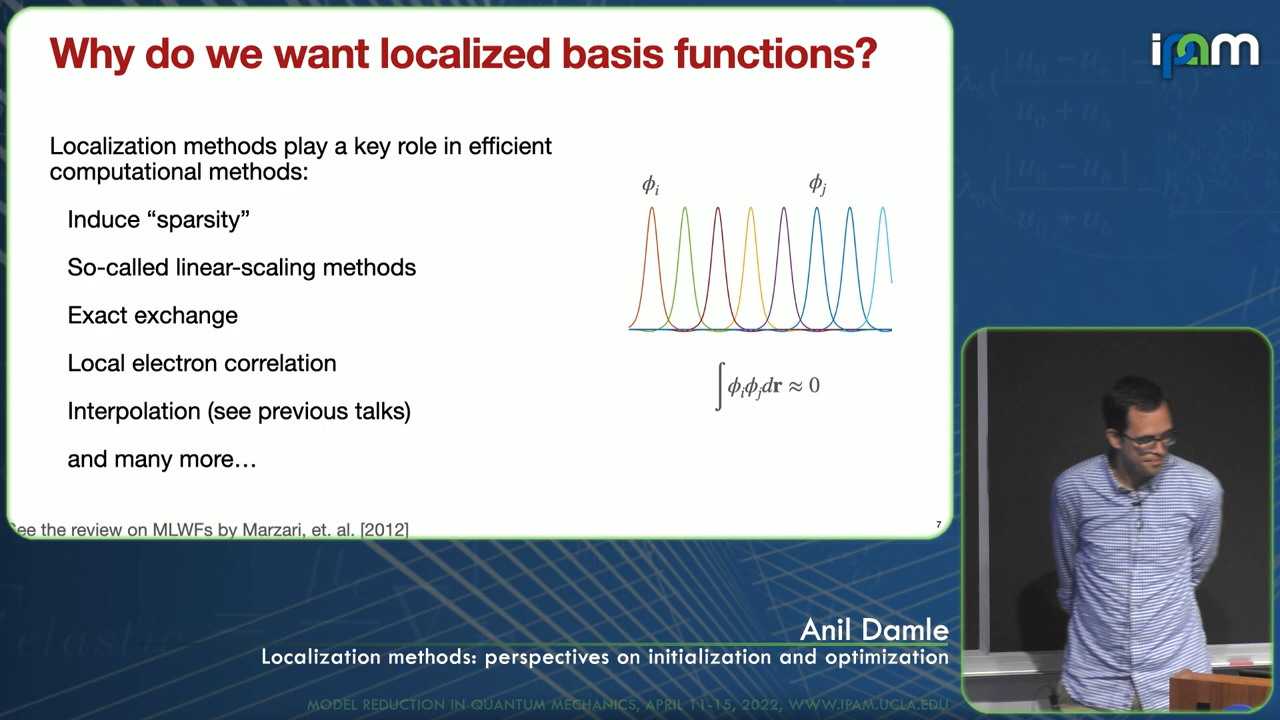 Why do we want localized basis functions?
ipam
Localization methods play a key role in efficient
computational methods:
Induce “sparsity”
So-called linear-scaling methods
Exact exchange
Local electron correlation
Interpolation (see previous talks)
and many more…
ϕi
ϕj
∫ϕiϕjdr ≈ 0
ee the review on MLWFs by Marzari, et. al. [2012]
7
Anil Damle
Localization methods: perspectives on initialization and optimization
MODEL REDUCTION IN QUANTUM MECHANICS, APRIL 11-15, 2022, WWW.IPAM.UCLA.EDU